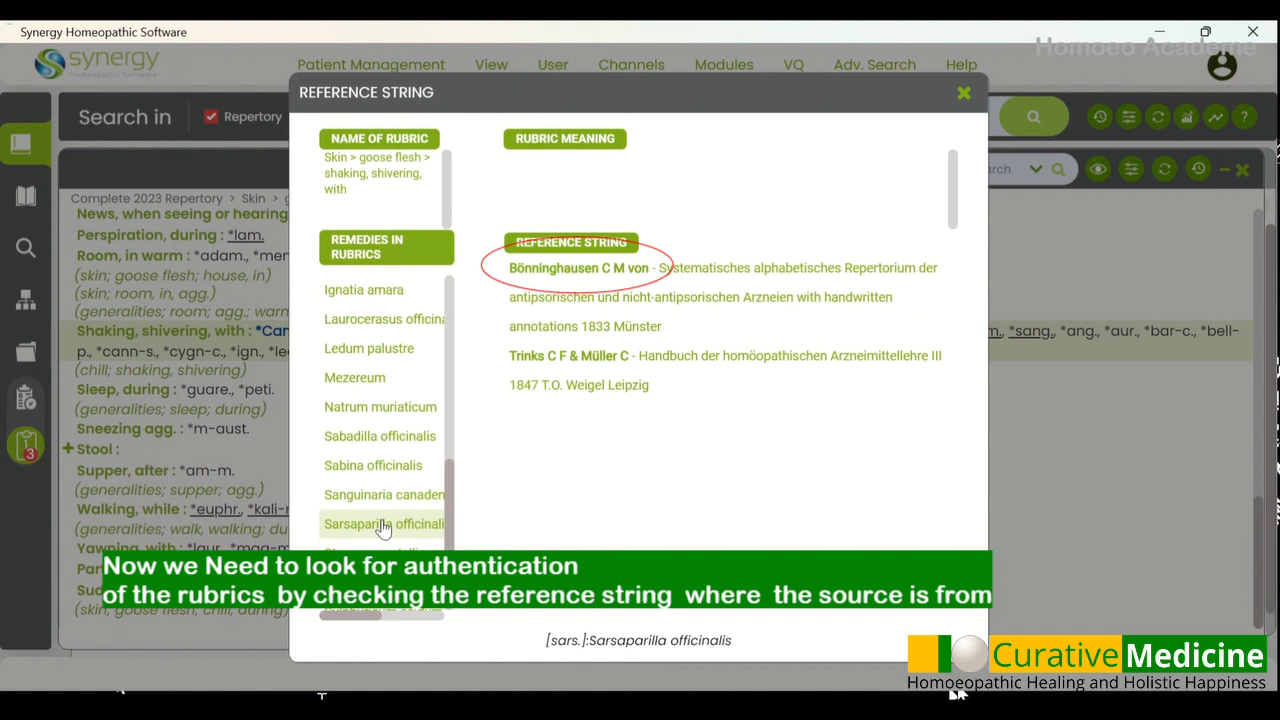 Synergy Homeopathic Software
Homoeo Academe
synergy
Homeopathic Software
Patient Management View User Channels Modules VQ Adv. Search Help
REFERENCE STRING
Search in Repertory
NAME OF RUBRIC
RUBRIC MEANING
Skin > goose flesh >
shaking, shivering,
with
Complete 2023 Repertory > Skin >
News, when seeing or hearing
Perspiration, during : *lam.
Room, in warm : *adam., *men
(skin; goose flesh; house, in)
(skin; room, in, agg.)
(generalities; room; agg.; warm
Shaking, shivering, with : *Can
*sang., *ang., *aur., *bar-c., *bell-
p., *cann-s., *cygn-c., *ign., *le
(chill; shaking, shivering)
Sleep, during : *guare., *peti.
(generalities; sleep; during)
Sneezing agg. : *m-aust.
Stool :
Supper, after : *am-m.
(generalities; supper; agg.)
Walking, while : *euphr., *kali-n
(generalities; walk, walking; du
Yawning, with : *laur., *mag-m
(skin; goose flesh; chill, during)
REMEDIES IN
RUBRICS
Ignatia amara
Laurocerasus officina
Ledum palustre
Mezereum
Natrum muriaticum
Sabadilla officinalis
Sabina officinalis
Sanguinaria canaden
Sarsaparilla officinali
REFERENCE STRING
Bönninghausen C M von - Systematisches alphabetisches Repertorium der
antipsorischen und nicht-antipsorischen Arzneien with handwritten
annotations 1833 Münster
Trinks C F & Müller C - Handbuch der homöopathischen Arzneimittellehre III
1847 T.O. Weigel Leipzig
3
Now we Need to look for authentication
of the rubrics by checking the reference string where the source is from
[sars.]:Sarsaparilla officinalis
Curative Medicine
Homoeopathic Healing and Holistic Happiness